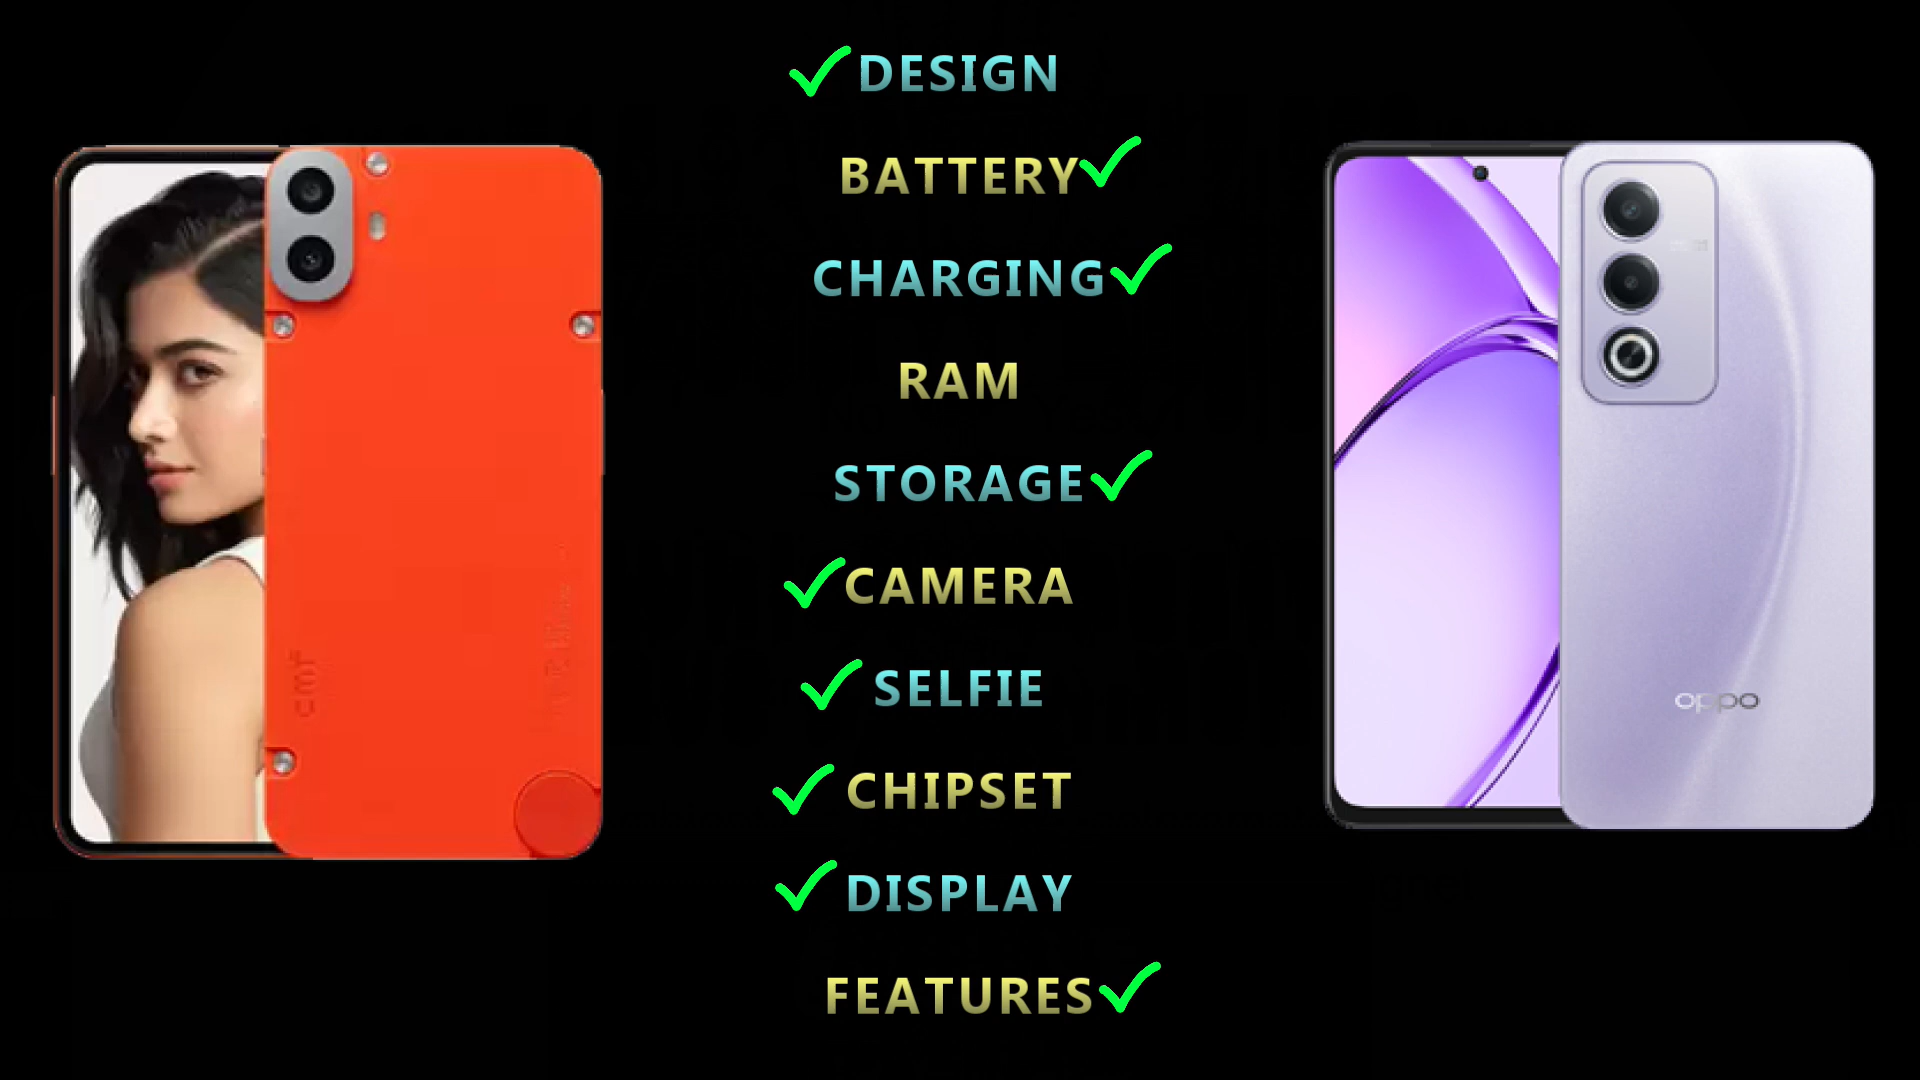 DESIGN
BATTERY
CHARGING
RAM
STORAGE
CAMERA
SELFIE
CHIPSET
DISPLAY
FEATURES
cmf
oppo